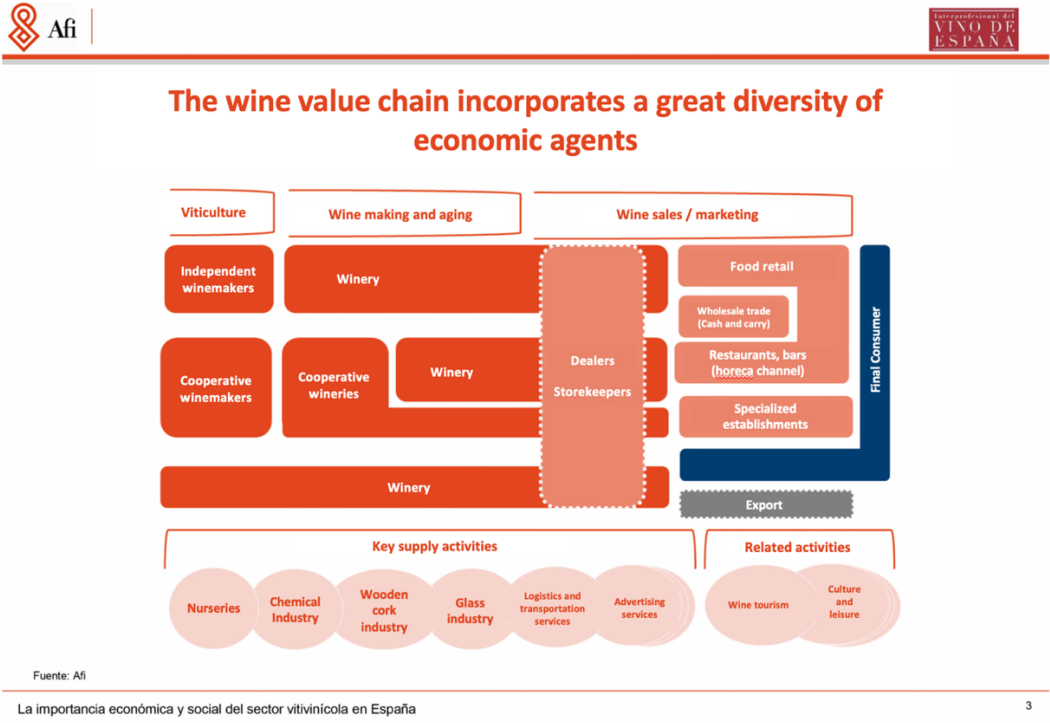 Afi
Interprofesional del
VINO DE
ESPAÑA
The wine value chain incorporates a great diversity of
economic agents
Viticulture
Wine making and aging
Wine sales / marketing
Independent
winemakers
Winery
Food retail
Wholesale trade
(Cash and carry)
Cooperative
winemakers
Cooperative
wineries
Winery
Dealers
Storekeepers
Restaurants, bars
(horeca channel)
Specialized
establishments
Final Consumer
Winery
Export
Key supply activities
Related activities
Nurseries
Chemical
Industry
Wooden
cork
industry
Glass
industry
Logistics and
transportation
services
Advertising
services
Wine tourism
Culture
and
leisure
Fuente: Afi
La importancia económica y social del sector vitivinícola en España
3